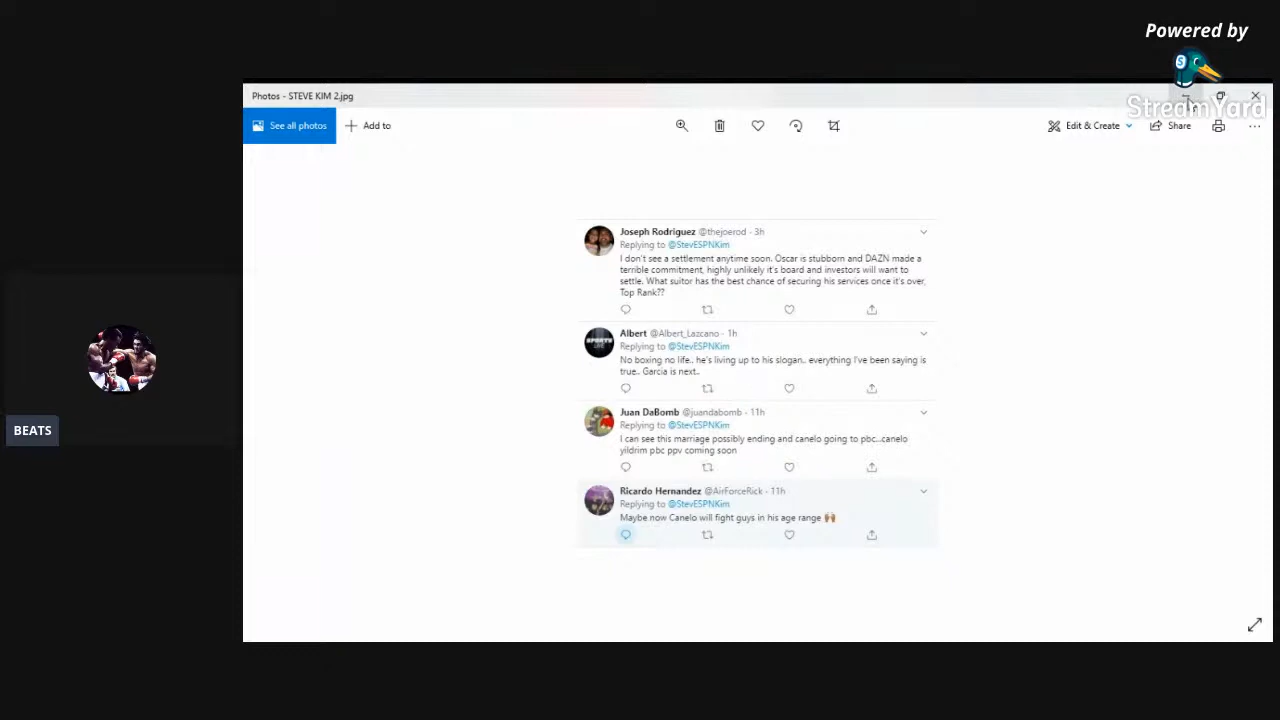 Powered by
StreamYard
Photos - STEVE KIM 2.jpg
See all photos
Add to
Edit & Create
Share
Joseph Rodriguez @thejoerod - 3h
Replying to @StevESPNKim
I don't see a settlement anytime soon. Oscar is stubborn and DAZN made a
terrible commitment, highly unlikely it's board and investors will want to
settle. What suitor has the best chance of securing his services once it's over,
Top Rank??
Albert @Albert_Lazcano - 1h
Replying to @StevESPNKim
No boxing no life.. he's living up to his slogan.. everything I've been saying is
true.. Garcia is next..
Juan DaBomb @juandabomb - 11h
Replying to @StevESPNKim
I can see this marriage possibly ending and canelo going to pbc...canelo
yildrim pbc ppv coming soon
Ricardo Hernandez @AirForceRick - 11h
Replying to @StevESPNKim
Maybe now Canelo will fight guys in his age range 🙌🏾
BEATS